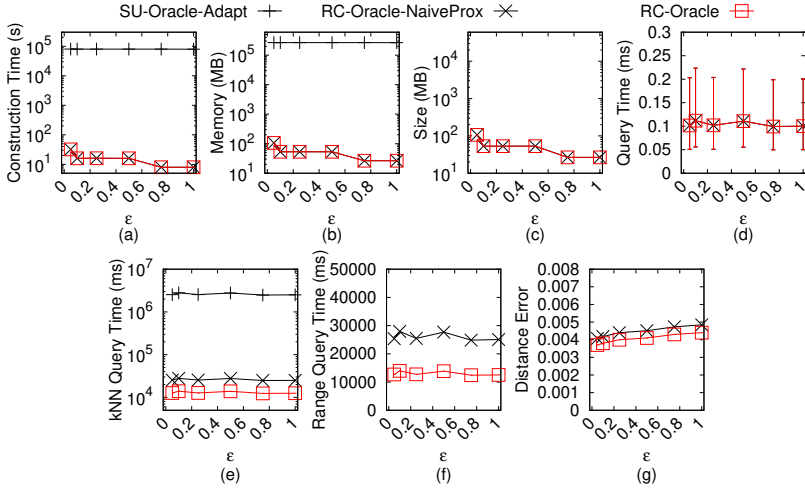 SU-Oracle-Adapt RC-Oracle-NaiveProx RC-Oracle
Construction Time (s)
10^5
10^4
10^3
10^2
10^1
0 0.2 0.4 0.6 0.8 1
ε
(a)
Memory (MB)
10^5
10^4
10^3
10^2
10^1
0 0.2 0.4 0.6 0.8 1
ε
(b)
Size (MB)
10^4
10^3
10^2
10^1
0 0.2 0.4 0.6 0.8 1
ε
(c)
Query Time (ms)
0.3
0.25
0.2
0.15
0.1
0.05
0
0 0.2 0.4 0.6 0.8 1
ε
(d)
kNN Query Time (ms)
10^7
10^6
10^5
10^4
0 0.2 0.4 0.6 0.8 1
ε
(e)
Range Query Time (ms)
50000
40000
30000
20000
10000
0
0 0.2 0.4 0.6 0.8 1
ε
(f)
Distance Error
0.008
0.007
0.006
0.005
0.004
0.003
0.002
0.001
0
0 0.2 0.4 0.6 0.8 1
ε
(g)